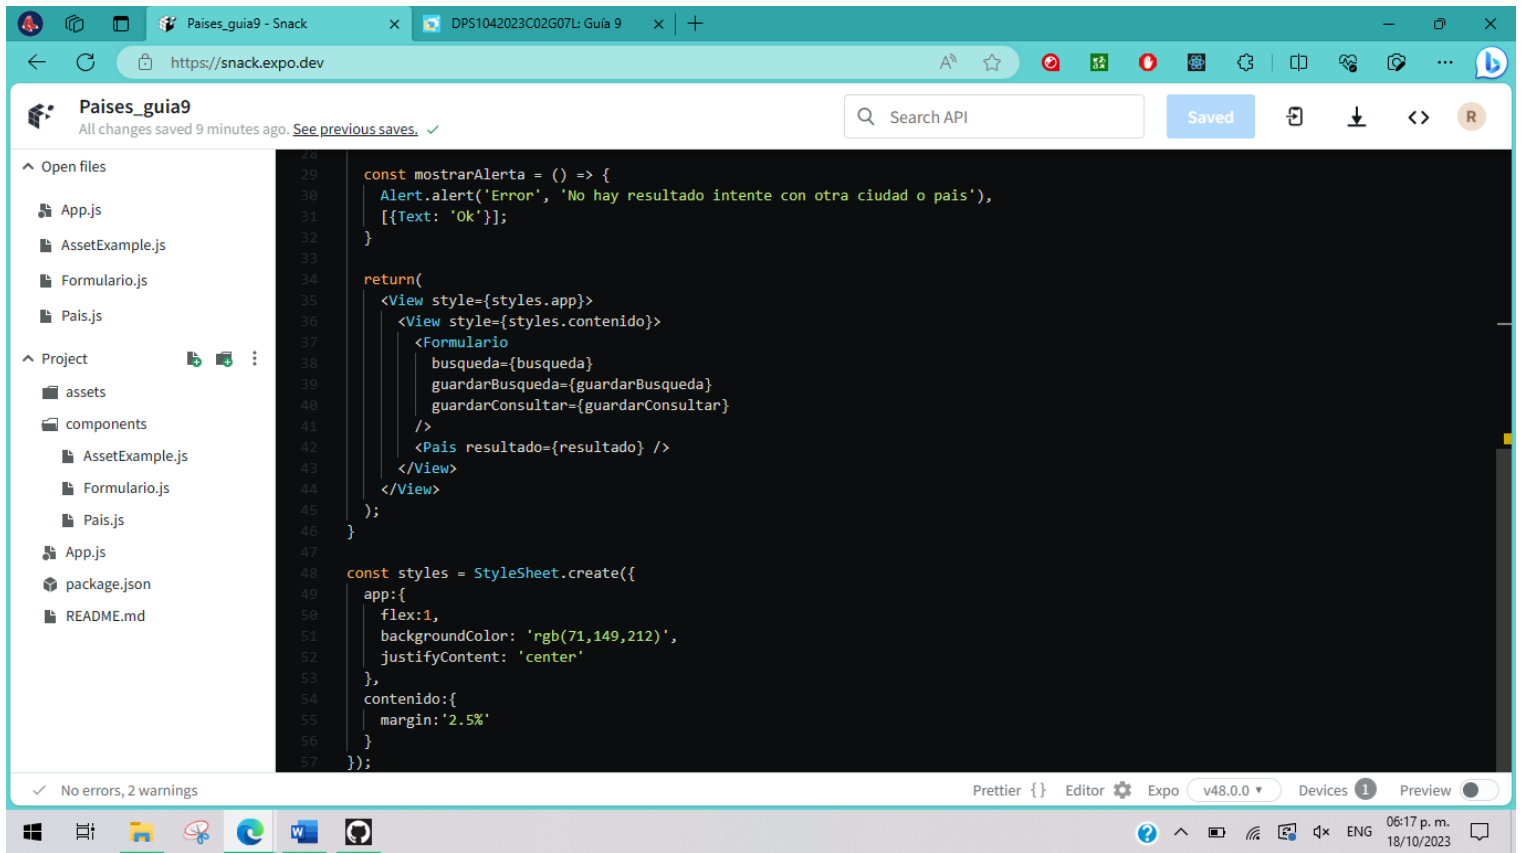 Paises_guia9 - Snack
DPS1042023C02G07L: Guía 9
https://snack.expo.dev
Paises_guia9
All changes saved 9 minutes ago. See previous saves.
Search API
Saved
R
Open files
App.js
AssetExample.js
Formulario.js
Pais.js
Project
assets
components
AssetExample.js
Formulario.js
Pais.js
App.js
package.json
README.md
28
29 const mostrarAlerta = () => {
30 Alert.alert('Error', 'No hay resultado intente con otra ciudad o pais'),
31 [{Text: 'Ok'}];
32 }
33
34 return(
35 <View style={styles.app}>
36 <View style={styles.contenido}>
37 <Formulario
38 busqueda={busqueda}
39 guardarBusqueda={guardarBusqueda}
40 guardarConsultar={guardarConsultar}
41 />
42 <Pais resultado={resultado} />
43 </View>
44 </View>
45 );
46 }
47
48 const styles = StyleSheet.create({
49 app:{
50 flex:1,
51 backgroundColor: 'rgb(71,149,212)',
52 justifyContent: 'center'
53 },
54 contenido:{
55 margin:'2.5%'
56 }
57 });
No errors, 2 warnings
Prettier {} Editor Expo v48.0.0 Devices 1 Preview
ENG
06:17 p. m.
18/10/2023